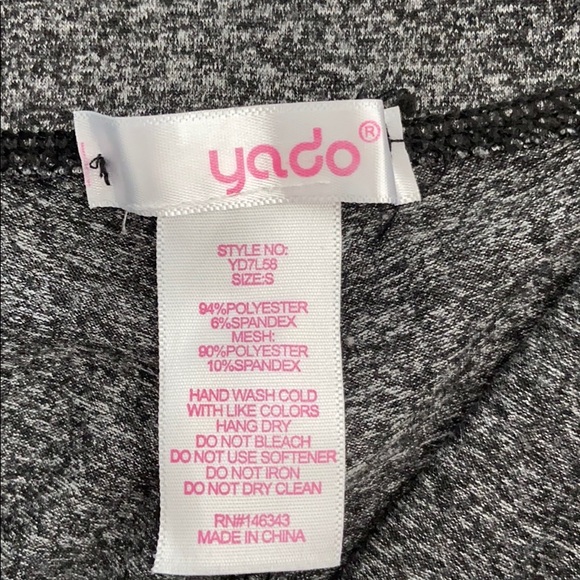 yado®
STYLE NO:
YD7L58
SIZE:S
94%POLYESTER
6%SPANDEX
MESH:
90%POLYESTER
10%SPANDEX
HAND WASH COLD
WITH LIKE COLORS
HANG DRY
DO NOT BLEACH
DO NOT USE SOFTENER
DO NOT IRON
DO NOT DRY CLEAN
RN#146343
MADE IN CHINA